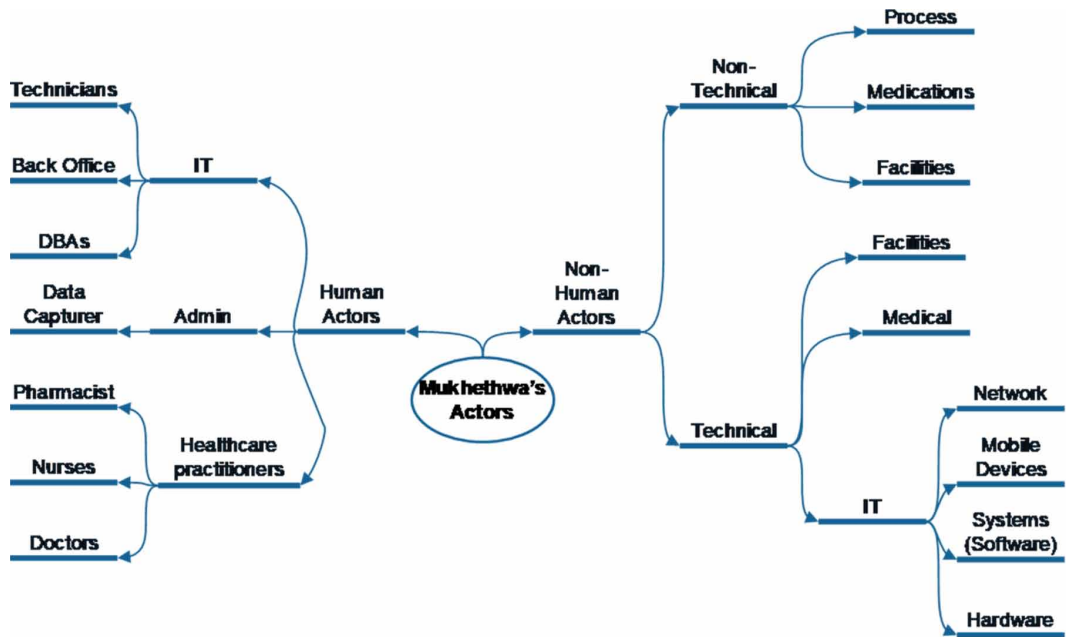 Process
Non-
Technical
Technicians
Medications
Back Office
IT
Facilities
DBAs
Facilities
Non-
Human
Actors
Data
Capturer
Admin
Human
Actors
Medical
Mukhethwa's
Actors
Pharmacist
Network
Technical
Healthcare
practitioners
Mobile
Devices
Nurses
IT
Systems
(Software)
Doctors
Hardware